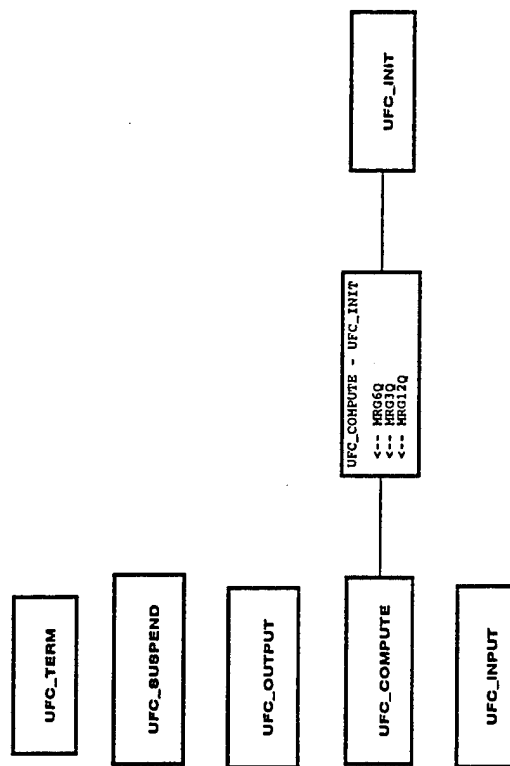 UFC_TERM
UFC_SUSPEND
UFC_OUTPUT
UFC_COMPUTE
UFC_INPUT
UFC_COMPUTE - UFC_INIT
<-- MRG6Q
<-- MRG3Q
<-- MRG12Q
UFC_INIT